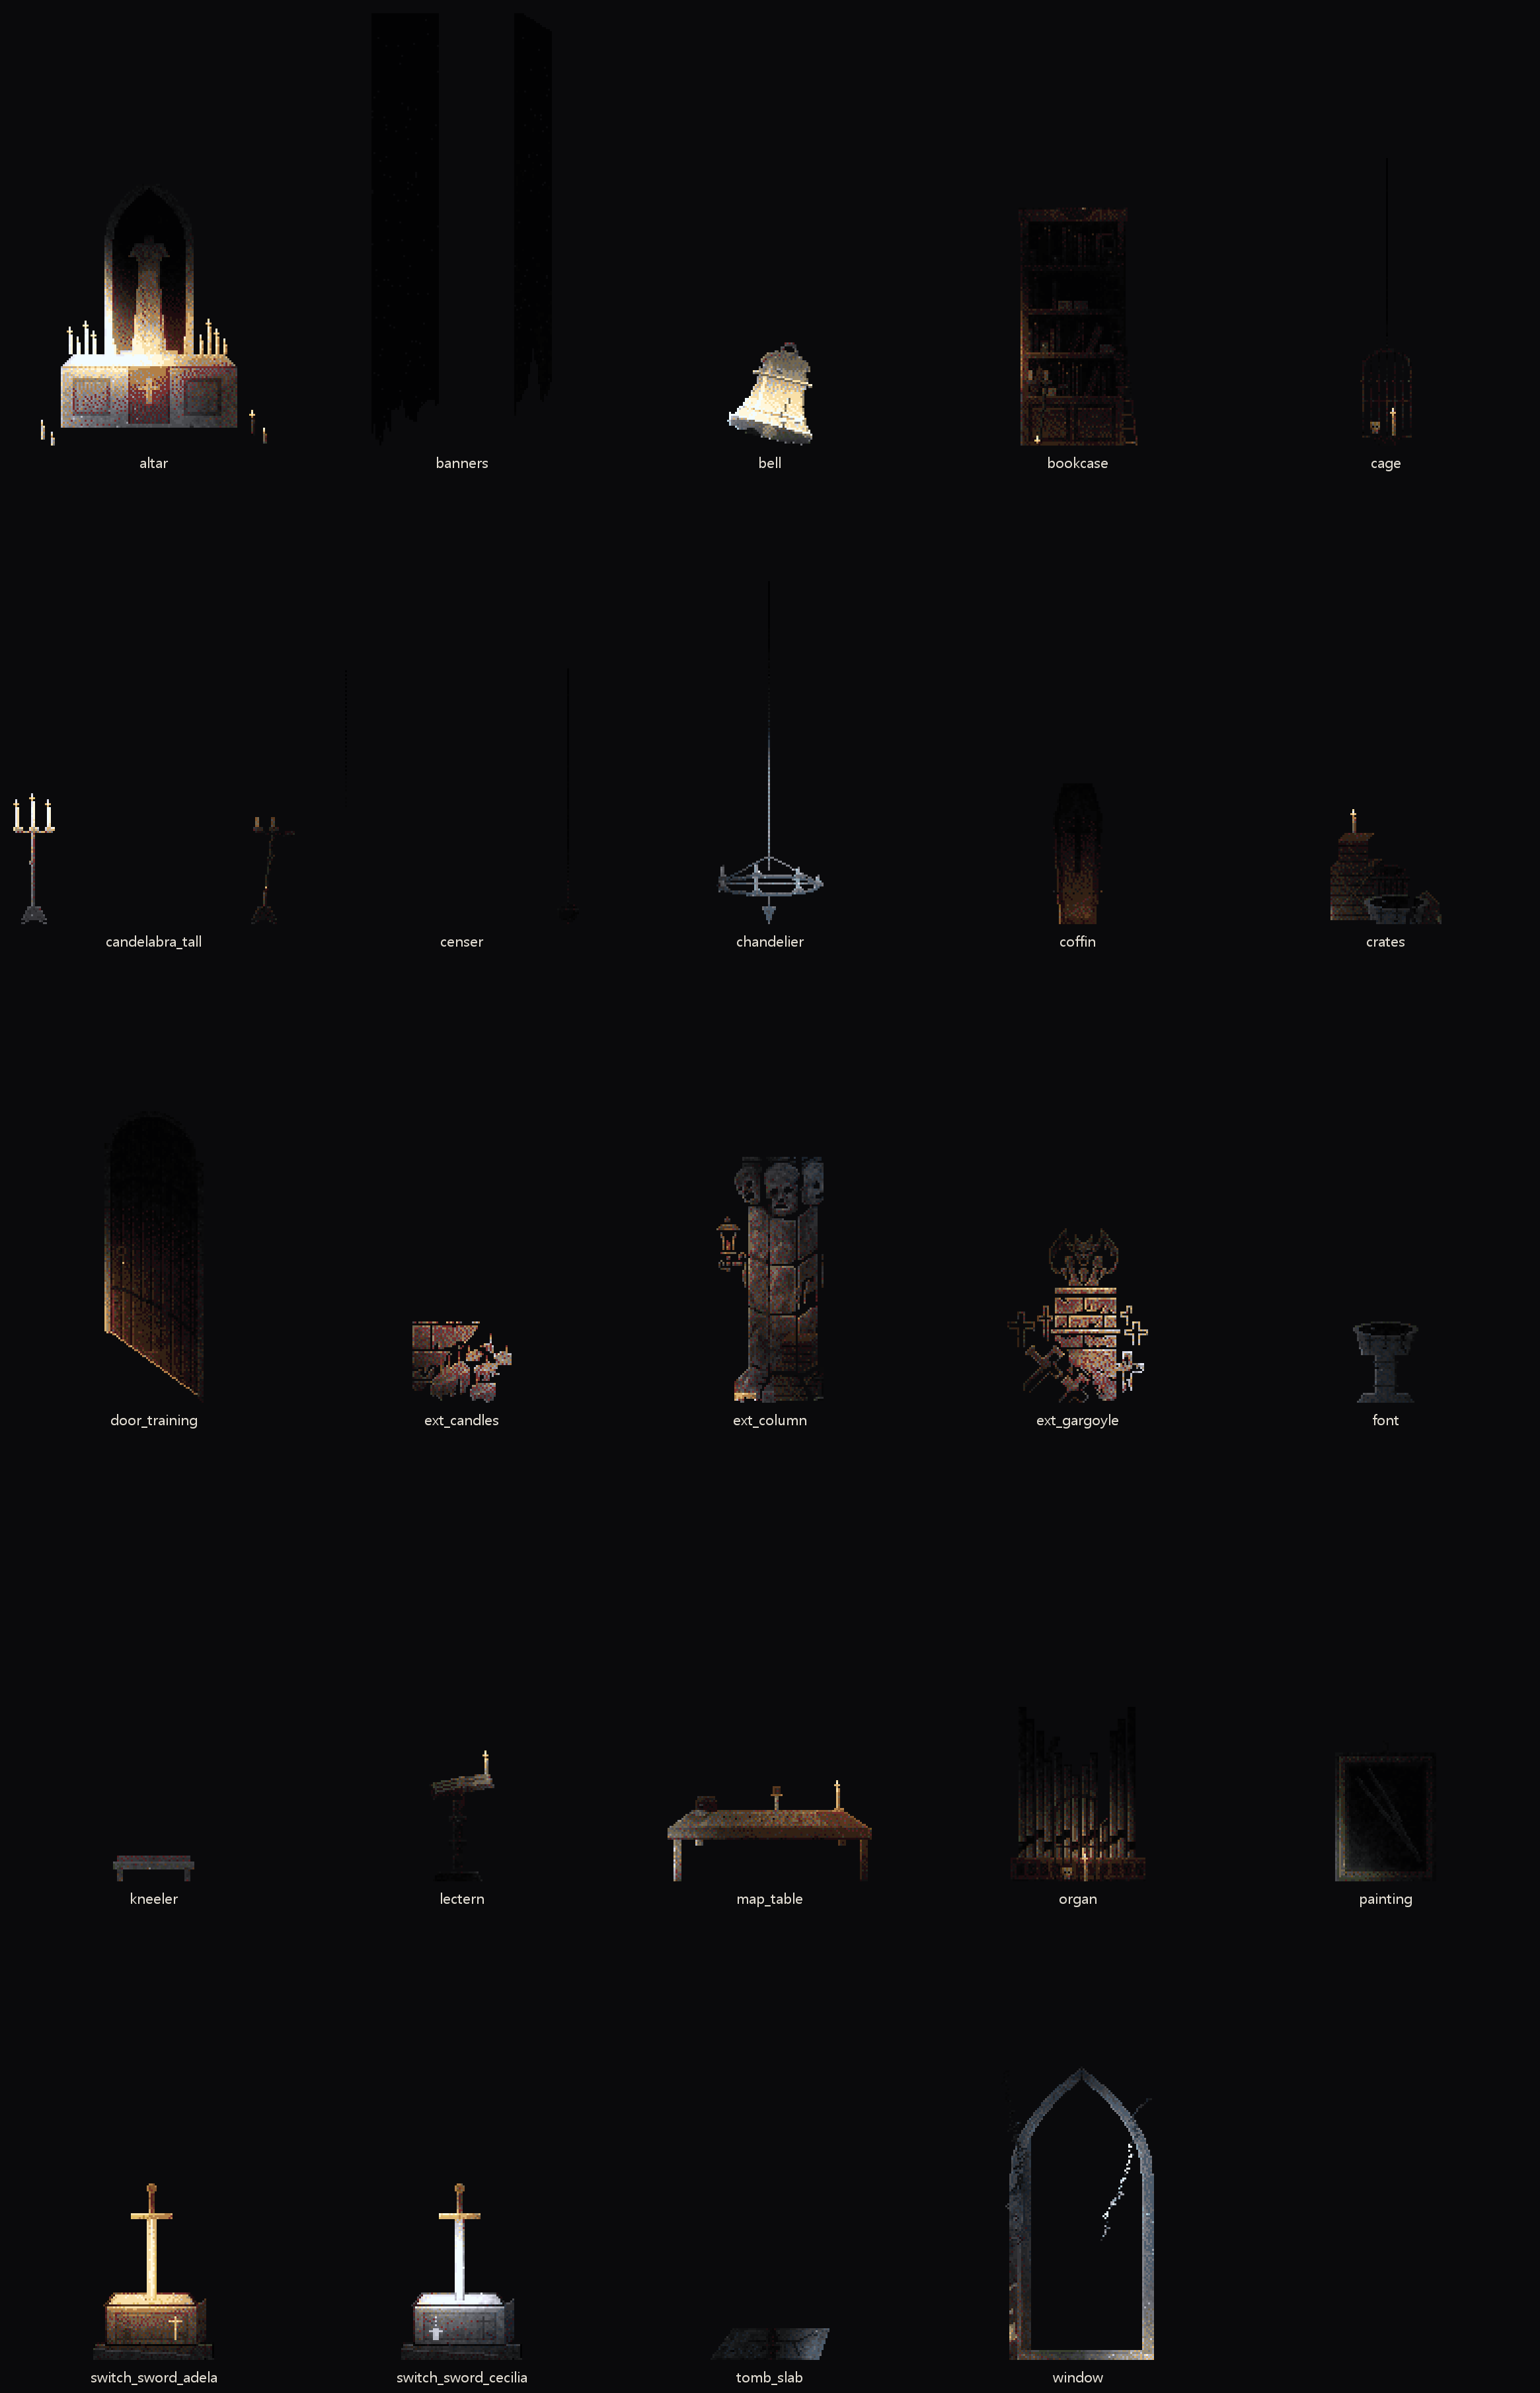 altar
banners
bell
bookcase
cage
candelabra_tall
censer
chandelier
coffin
crates
door_training
ext_candles
ext_column
ext_gargoyle
font
kneeler
lectern
map_table
organ
painting
switch_sword_adela
switch_sword_cecilia
tomb_slab
window